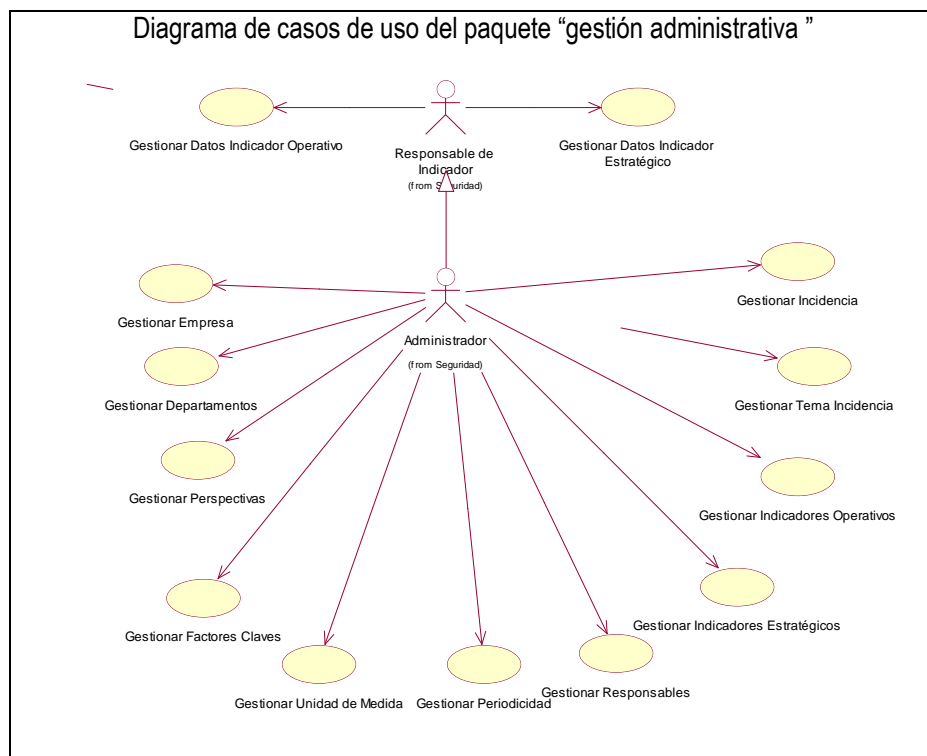 Diagrama de casos de uso del paquete “gestión administrativa ”
Gestionar Datos Indicador Operativo
Responsable de
Indicador
(from Seguridad)
Gestionar Datos Indicador
Estratégico
Gestionar Empresa
Administrador
(from Seguridad)
Gestionar Incidencia
Gestionar Departamentos
Gestionar Tema Incidencia
Gestionar Perspectivas
Gestionar Indicadores Operativos
Gestionar Factores Claves
Gestionar Indicadores Estratégicos
Gestionar Unidad de Medida
Gestionar Periodicidad
Gestionar Responsables